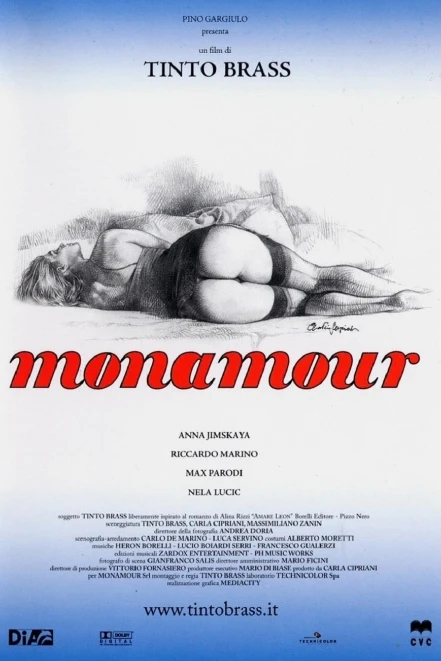 PINO GARGIULO
presenta
un film di
TINTO BRASS
monamour
ANNA JIMSKAYA
RICCARDO MARINO
MAX PARODI
NELA LUCIC
soggetto TINTO BRASS liberamente ispirato al romanzo di Alina Rizzi "AMARE LEON" Borelli Editore - Pizzo Nero
sceneggiatura TINTO BRASS, CARLA CIPRIANI, MASSIMILIANO ZANIN
direttore della fotografia ANDREA DORIA
scenografia-arredamento CARLO DE MARINO - LUCA SERVINO costumi ALBERTO MORETTI
musiche HERON BORELLI - LUCIO BOIARDI SERRI - FRANCESCO GUALERZI
edizioni musicali ZARDOX ENTERTAINMENT - PH MUSIC WORKS
fotografo di scena GIANFRANCO SALIS direttore amministrativo MARIO FICINI
direttore di produzione VITTORIO FORNASIERO produttore esecutivo MARIO DI BIASE prodotto da CARLA CIPRIANI
per MONAMOUR Srl montaggio e regia TINTO BRASS laboratorio TECHNICOLOR Spa
realizzazione grafica MEDIACITY
www.tintobrass.it
DOLBY
DIGITAL
TECHNICOLOR
CVC